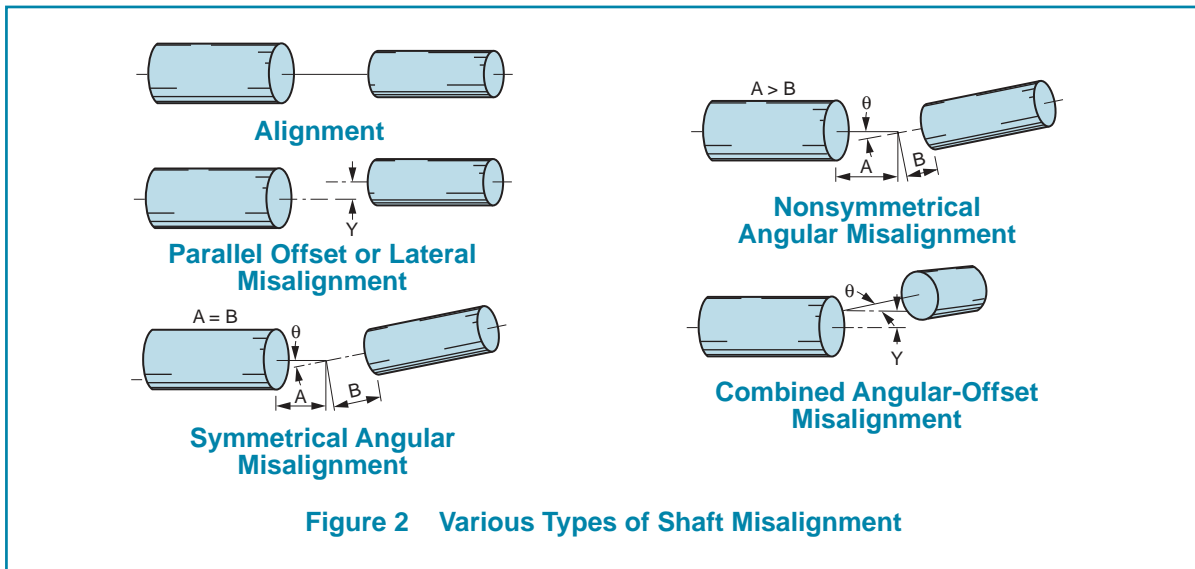 Alignment
Y
Parallel Offset or Lateral
Misalignment
A = B
θ
A
B
Symmetrical Angular
Misalignment
A > B
θ
A
B
Nonsymmetrical
Angular Misalignment
θ
Y
Combined Angular-Offset
Misalignment
Figure 2 Various Types of Shaft Misalignment